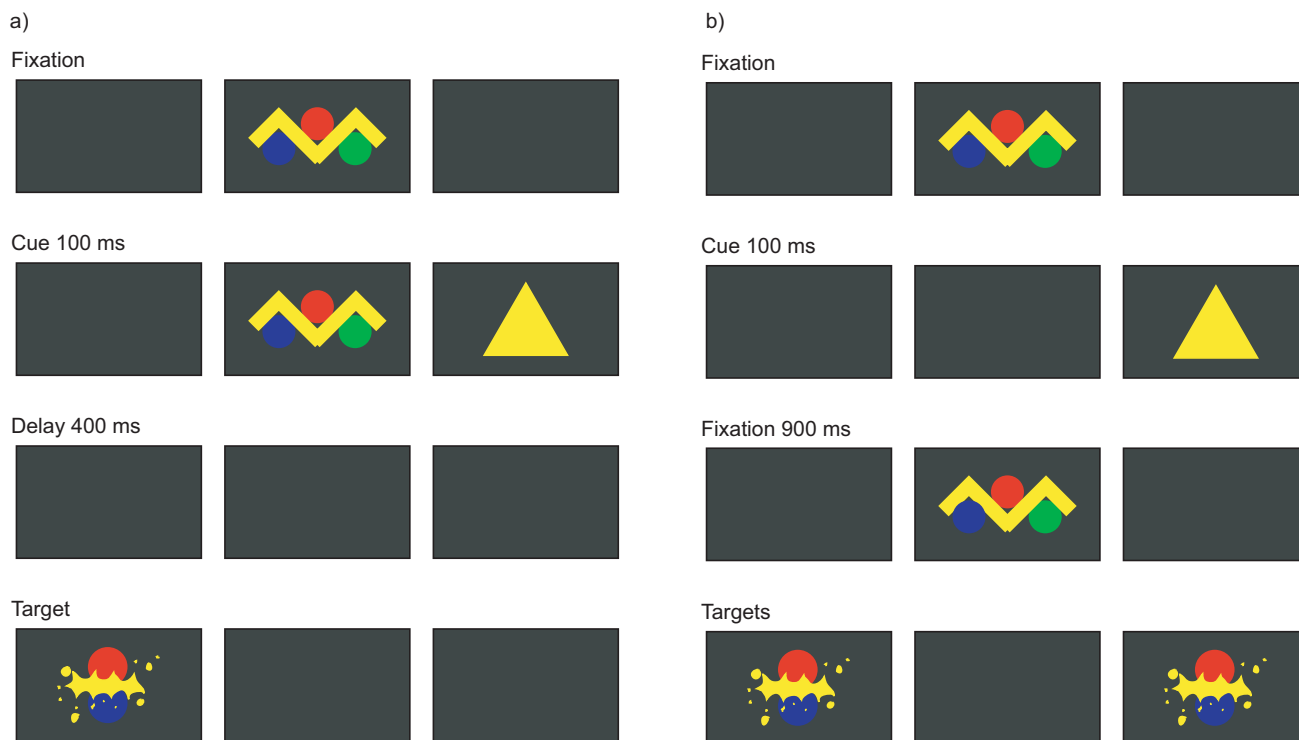 a)
Fixation
Cue 100 ms
Delay 400 ms
Target
b)
Fixation
Cue 100 ms
Fixation 900 ms
Targets